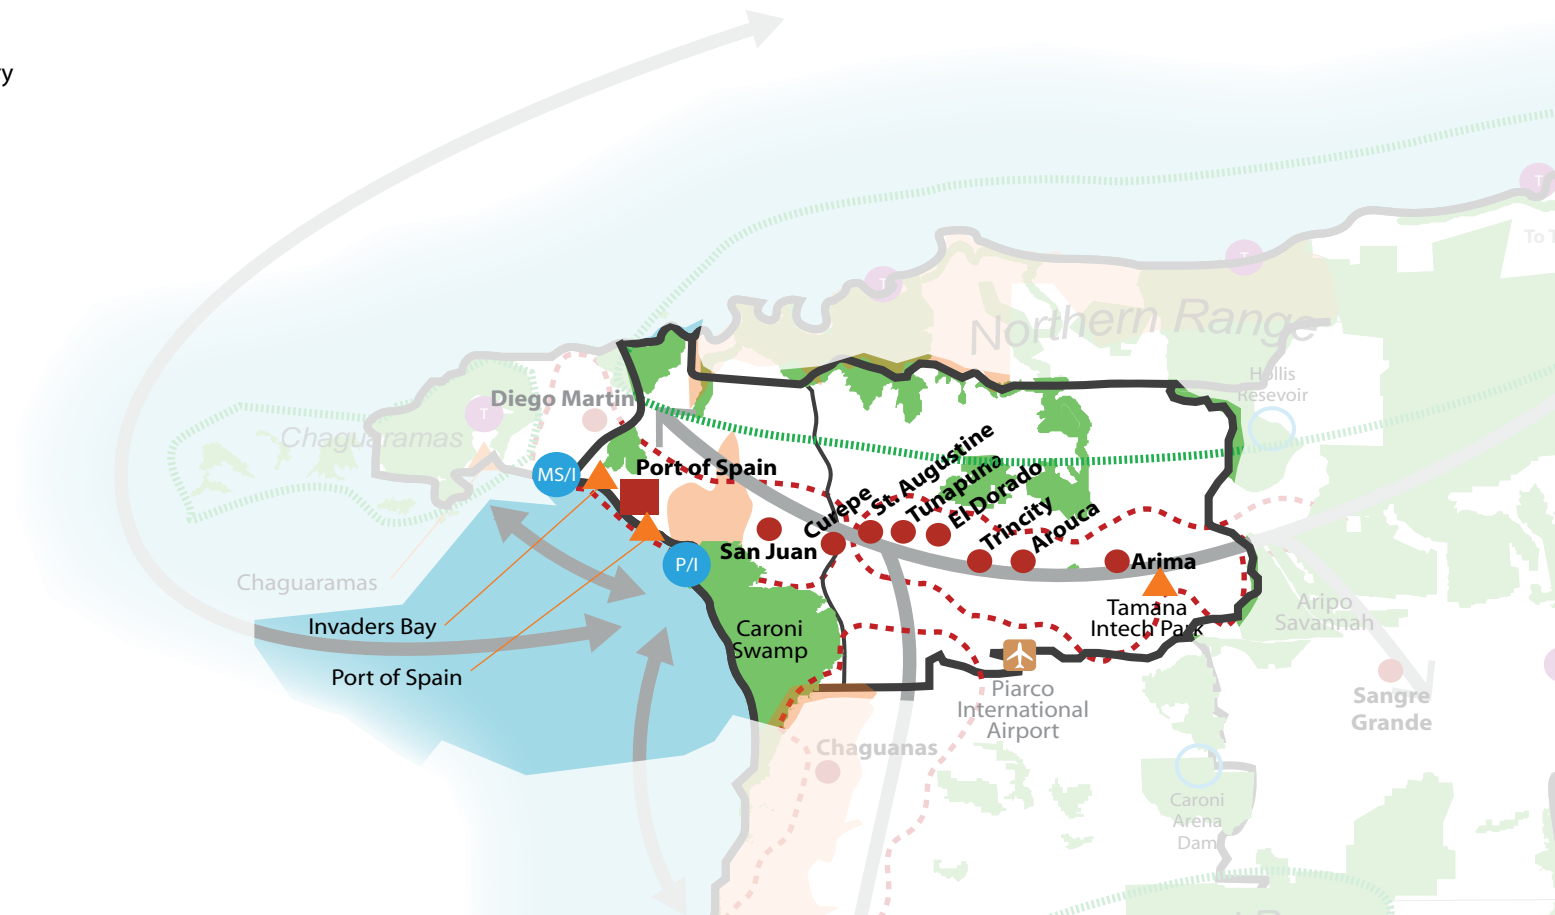 y
T
To T
T
T
Northern Range
Hollis
Resevoir
Diego Martin
T
Chaguaramas
St. Augustine
Tunapuna
El Dorado
MS/I
Port of Spain
Curepe
Trincity
Arouca
San Juan
Arima
P/I
Chaguaramas
Tamana
Intech Park
Aripo
Savannah
Invaders Bay
Caroni
Swamp
Port of Spain
Piarco
International
Airport
Sangre
Grande
Chaguanas
Caroni
Arena
Dam